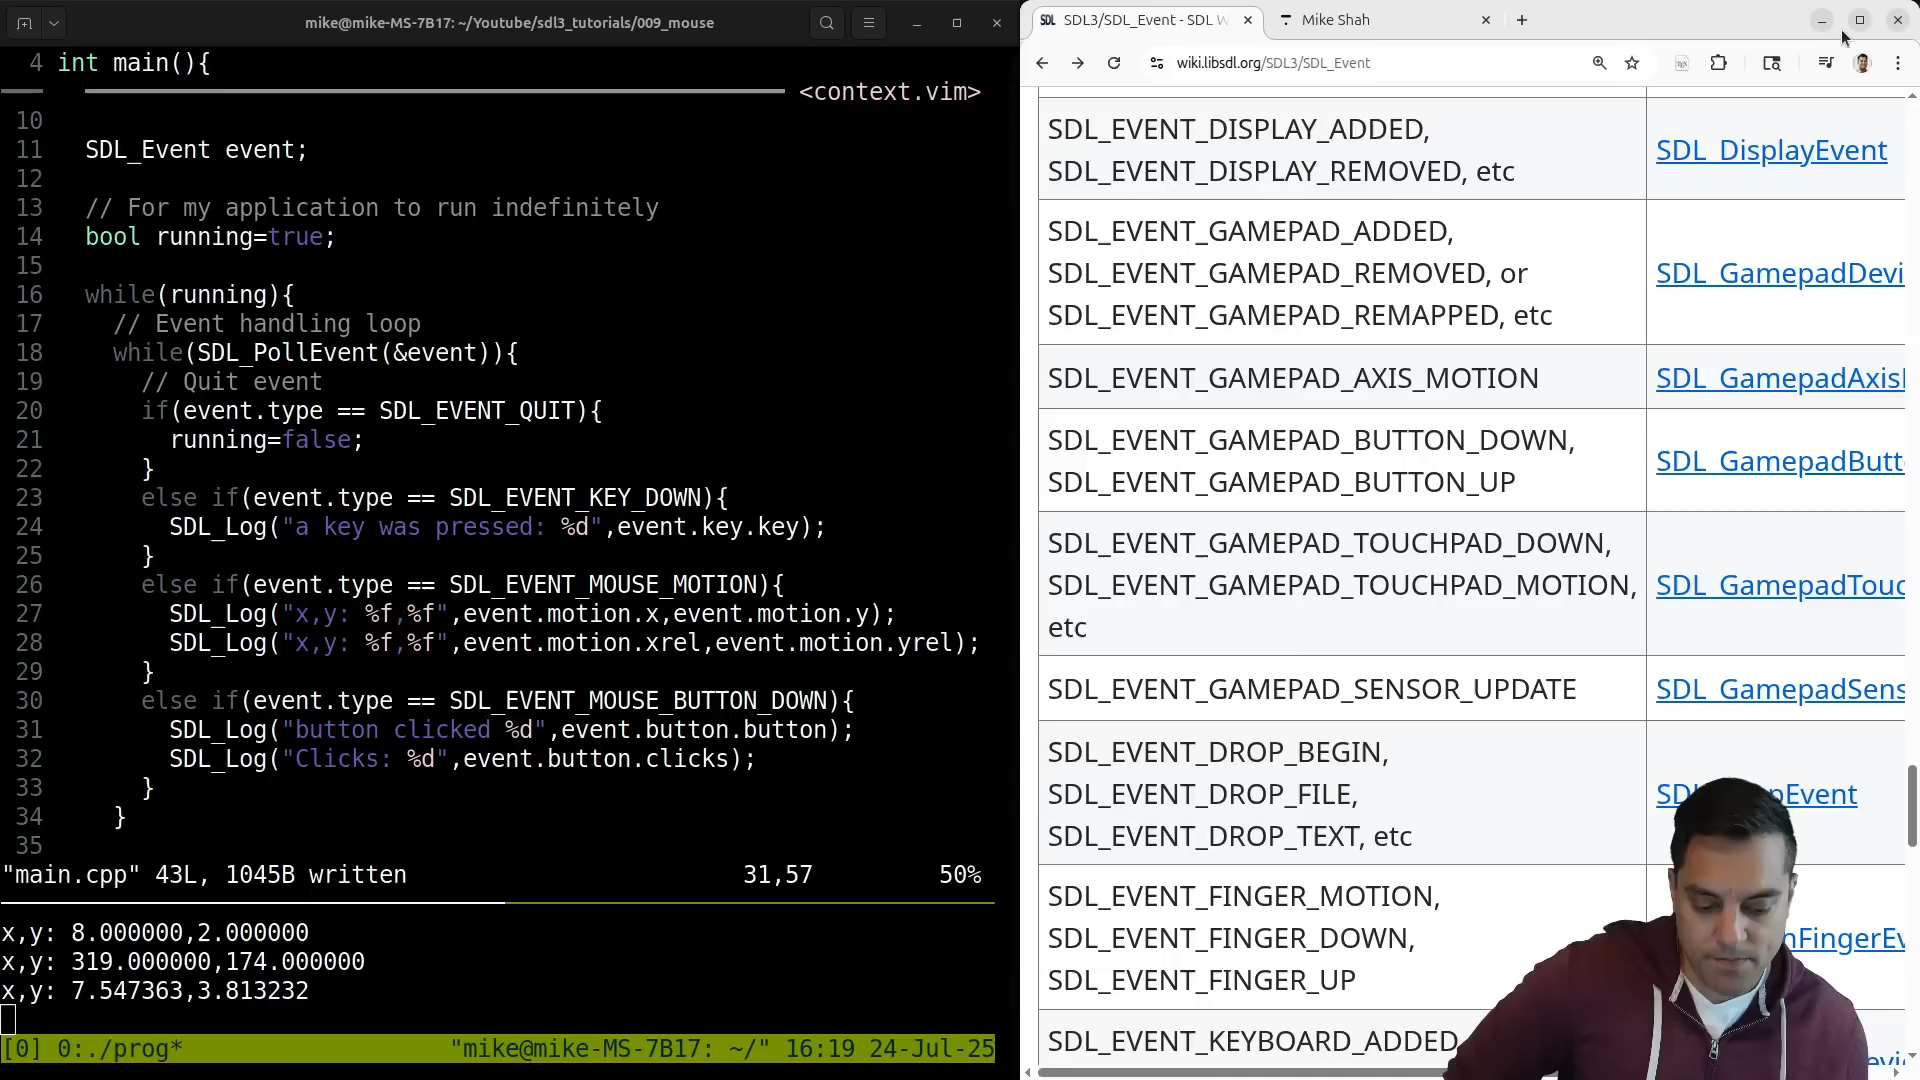 mike@mike-MS-7B17: ~/Youtube/sdl3_tutorials/009_mouse
4 int main(){
<context.vim>
10
11 SDL_Event event;
12
13 // For my application to run indefinitely
14 bool running=true;
15
16 while(running){
17 // Event handling loop
18 while(SDL_PollEvent(&event)){
19 // Quit event
20 if(event.type == SDL_EVENT_QUIT){
21 running=false;
22 }
23 else if(event.type == SDL_EVENT_KEY_DOWN){
24 SDL_Log("a key was pressed: %d",event.key.key);
25 }
26 else if(event.type == SDL_EVENT_MOUSE_MOTION){
27 SDL_Log("x,y: %f,%f",event.motion.x,event.motion.y);
28 SDL_Log("x,y: %f,%f",event.motion.xrel,event.motion.yrel);
29 }
30 else if(event.type == SDL_EVENT_MOUSE_BUTTON_DOWN){
31 SDL_Log("button clicked %d",event.button.button);
32 SDL_Log("Clicks: %d",event.button.clicks);
33 }
34 }
35
"main.cpp" 43L, 1045B written 31,57 50%
x,y: 8.000000,2.000000
x,y: 319.000000,174.000000
x,y: 7.547363,3.813232
[0] 0:./prog* "mike@mike-MS-7B17: ~/" 16:19 24-Jul-25
SDL SDL3/SDL_Event - SDL W
Mike Shah
wiki.libsdl.org/SDL3/SDL_Event
SDL_EVENT_DISPLAY_ADDED,
SDL_EVENT_DISPLAY_REMOVED, etc
SDL_DisplayEvent
SDL_EVENT_GAMEPAD_ADDED,
SDL_EVENT_GAMEPAD_REMOVED, or
SDL_EVENT_GAMEPAD_REMAPPED, etc
SDL_GamepadDevi
SDL_EVENT_GAMEPAD_AXIS_MOTION
SDL_GamepadAxis
SDL_EVENT_GAMEPAD_BUTTON_DOWN,
SDL_EVENT_GAMEPAD_BUTTON_UP
SDL_GamepadButt
SDL_EVENT_GAMEPAD_TOUCHPAD_DOWN,
SDL_EVENT_GAMEPAD_TOUCHPAD_MOTION,
etc
SDL_GamepadTouc
SDL_EVENT_GAMEPAD_SENSOR_UPDATE
SDL_GamepadSens
SDL_EVENT_DROP_BEGIN,
SDL_EVENT_DROP_FILE,
SDL_EVENT_DROP_TEXT, etc
pEvent
SDL_EVENT_FINGER_MOTION,
SDL_EVENT_FINGER_DOWN,
SDL_EVENT_FINGER_UP
nFingerEv
SDL_EVENT_KEYBOARD_ADDED